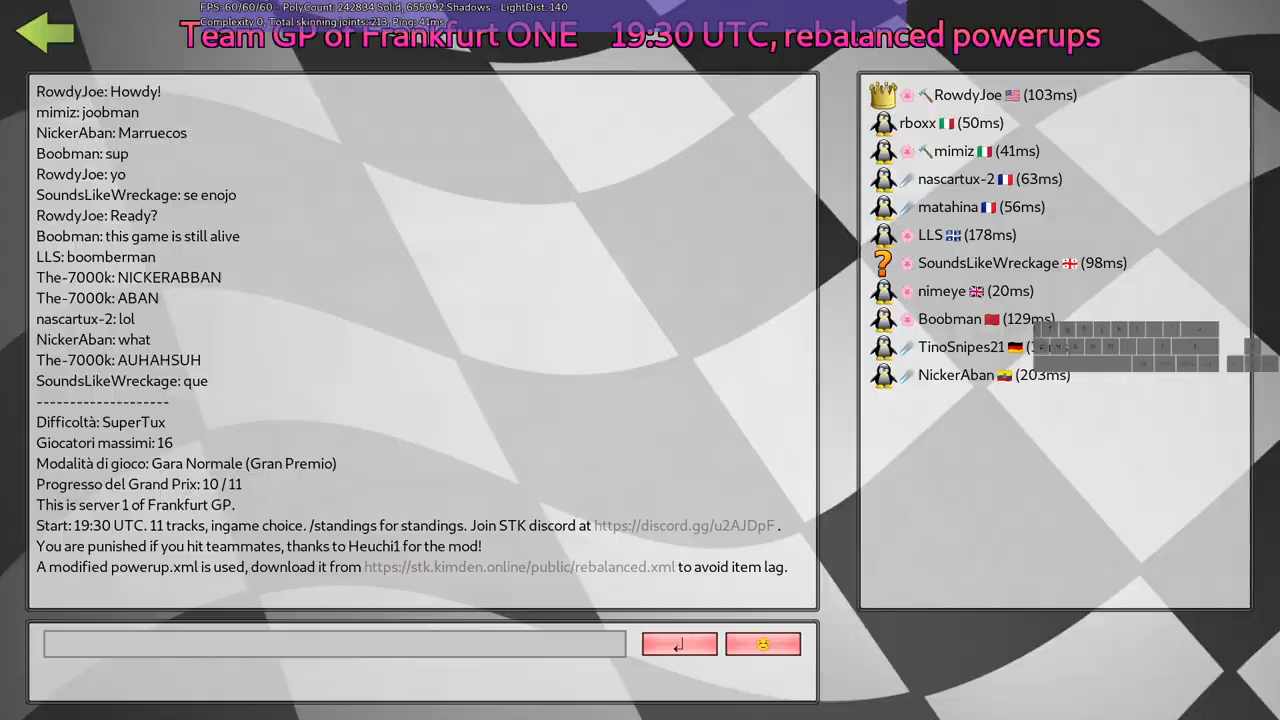 FPS: 60/60/60 - PolyCount: 242834 Solid, 655092 Shadows - LightDist: 140
Complexity 0, Total skinning joints: 213, Ping: 41ms
Team GP of Frankfurt ONE 19:30 UTC, rebalanced powerups
RowdyJoe: Howdy!
mimiz: joobman
NickerAban: Marruecos
Boobman: sup
RowdyJoe: yo
SoundsLikeWreckage: se enojo
RowdyJoe: Ready?
Boobman: this game is still alive
LLS: boomberman
The-7000k: NICKERABBAN
The-7000k: ABAN
nascartux-2: lol
NickerAban: what
The-7000k: AUHAHSUH
SoundsLikeWreckage: que
--------------------
Difficoltà: SuperTux
Giocatori massimi: 16
Modalità di gioco: Gara Normale (Gran Premio)
Progresso del Grand Prix: 10 / 11
This is server 1 of Frankfurt GP.
Start: 19:30 UTC. 11 tracks, ingame choice. /standings for standings. Join STK discord at https://discord.gg/u2AJDpF .
You are punished if you hit teammates, thanks to Heuchi1 for the mod!
A modified powerup.xml is used, download it from https://stk.kimden.online/public/rebalanced.xml to avoid item lag.
RowdyJoe (103ms)
rboxx (50ms)
mimiz (41ms)
nascartux-2 (63ms)
matahina (56ms)
LLS (178ms)
SoundsLikeWreckage (98ms)
nimeye (20ms)
Boobman (129ms)
TinoSnipes21
NickerAban (203ms)